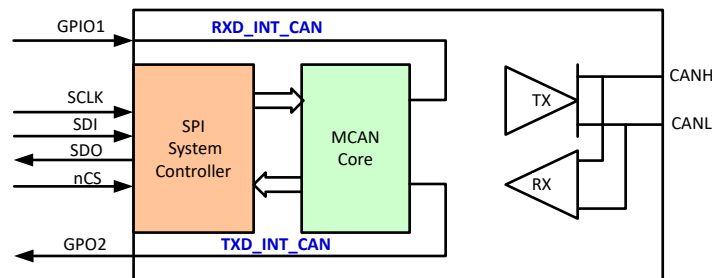 GPIO1
RXD_INT_CAN
SCLK
SDI
SDO
nCS
SPI
System
Controller
MCAN
Core
TX
RX
CANH
CANL
GPO2
TXD_INT_CAN